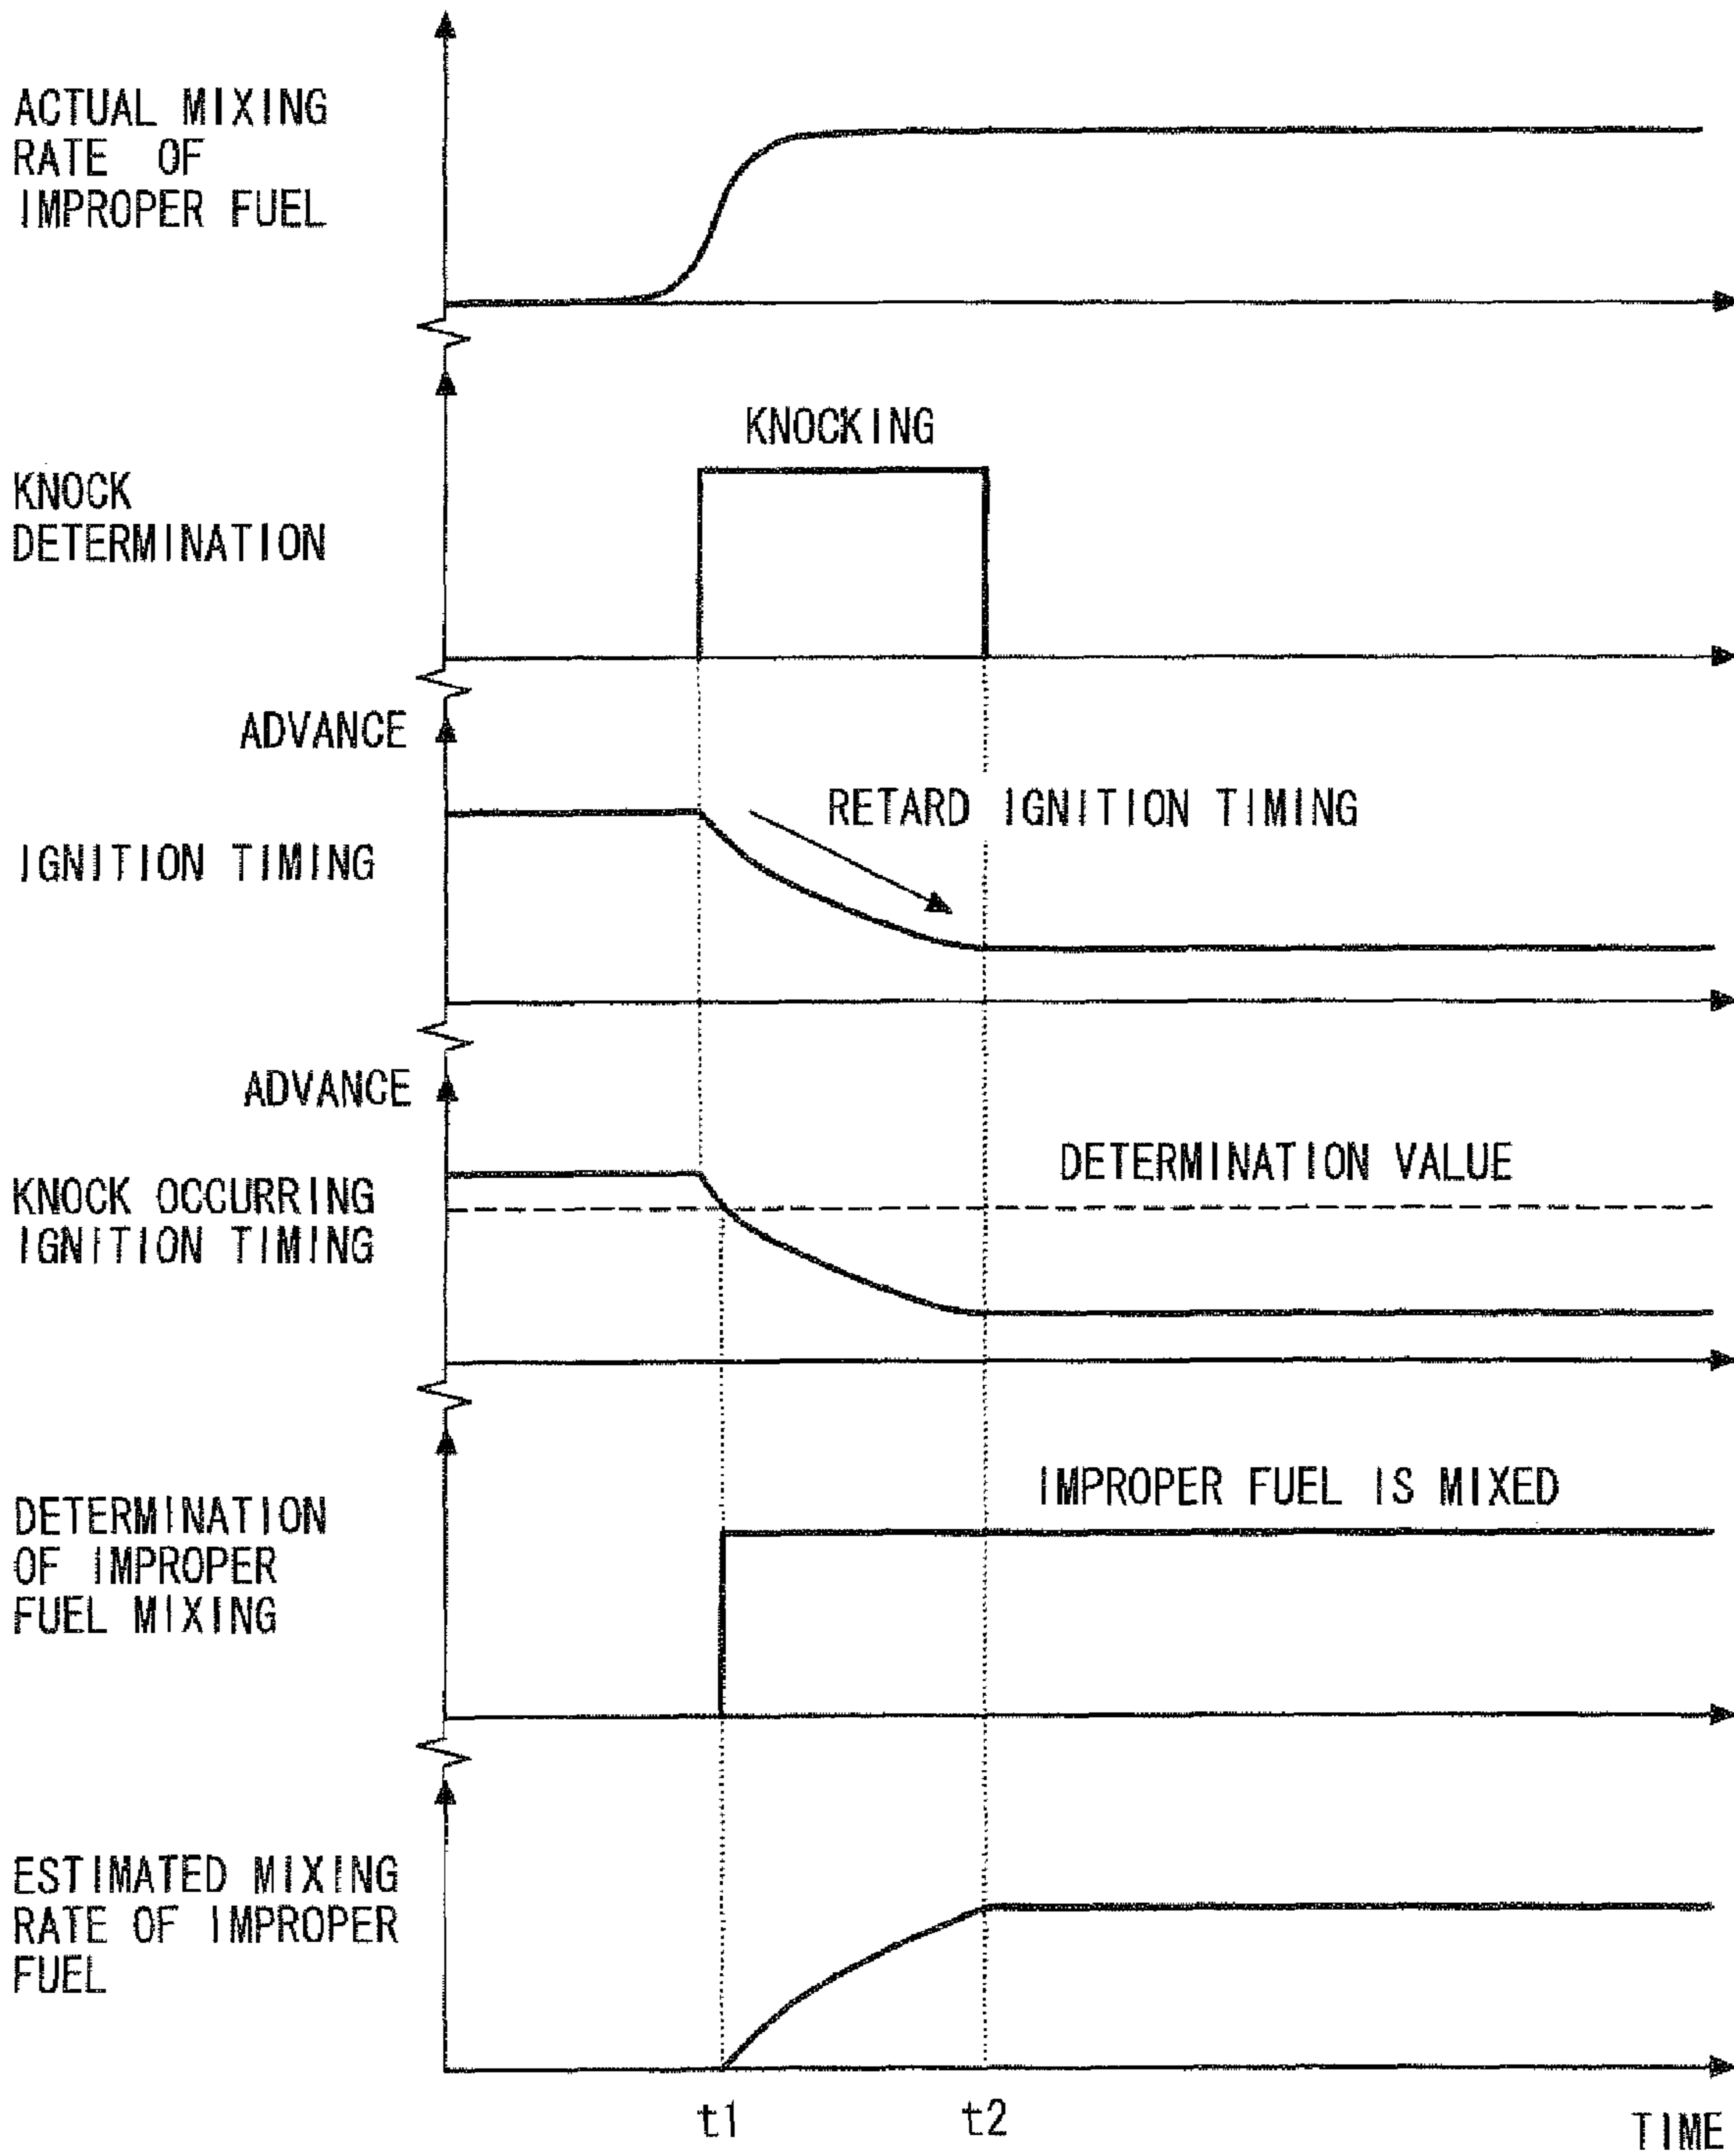 ACTUAL MIXING
RATE OF
IMPROPER FUEL
KNOCKING
KNOCK
DETERMINATION
ADVANCE
RETARD IGNITION TIMING
IGNITION TIMING
ADVANCE
DETERMINATION VALUE
KNOCK OCCURRING
IGNITION TIMING
IMPROPER FUEL IS MIXED
DETERMINATION
OF IMPROPER
FUEL MIXING
ESTIMATED MIXING
RATE OF IMPROPER
FUEL
t1
t2
TIME